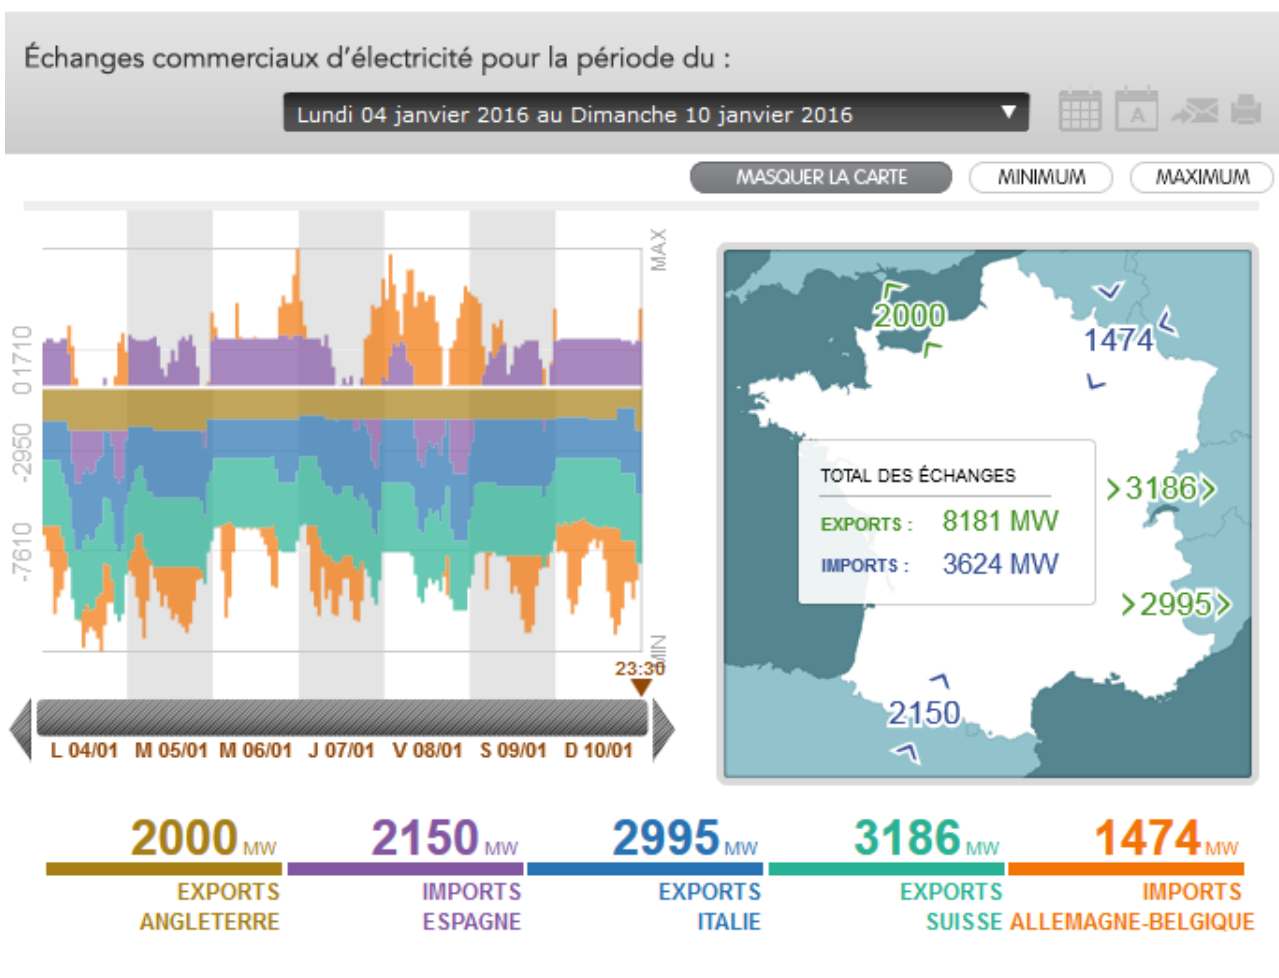 Échanges commerciaux d'électricité pour la période du :
Lundi 04 janvier 2016 au Dimanche 10 janvier 2016
A
MASQUER LA CARTE
MINIMUM
MAXIMUM
MAX
1710
0
-2950
-7610
MIN
23:30
L 04/01 M 05/01 M 06/01 J 07/01 V 08/01 S 09/01 D 10/01
2000
1474
TOTAL DES ÉCHANGES
EXPORTS : 8181 MW
IMPORTS : 3624 MW
3186
2995
2150
2000 MW
EXPORTS
ANGLETERRE
2150 MW
IMPORTS
ESPAGNE
2995 MW
EXPORTS
ITALIE
3186 MW
EXPORTS
SUISSE
1474 MW
IMPORTS
ALLEMAGNE-BELGIQUE